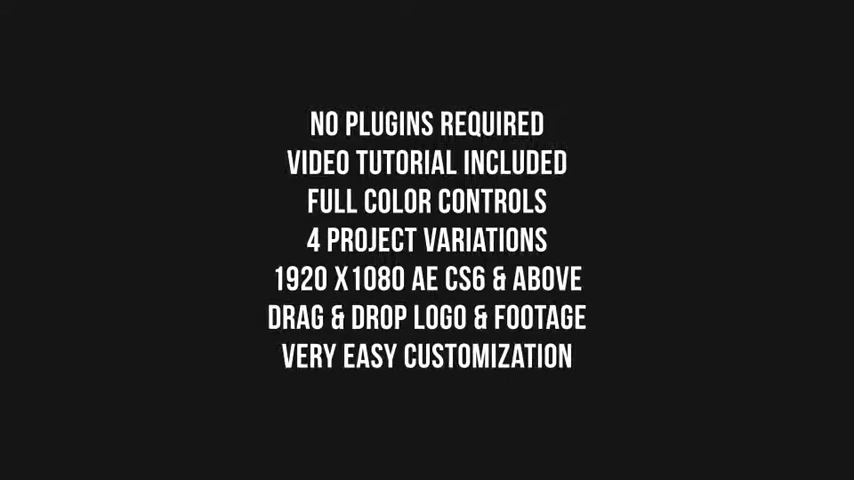 NO PLUGINS REQUIRED
VIDEO TUTORIAL INCLUDED
FULL COLOR CONTROLS
4 PROJECT VARIATIONS
1920 X1080 AE CS6 & ABOVE
DRAG & DROP LOGO & FOOTAGE
VERY EASY CUSTOMIZATION